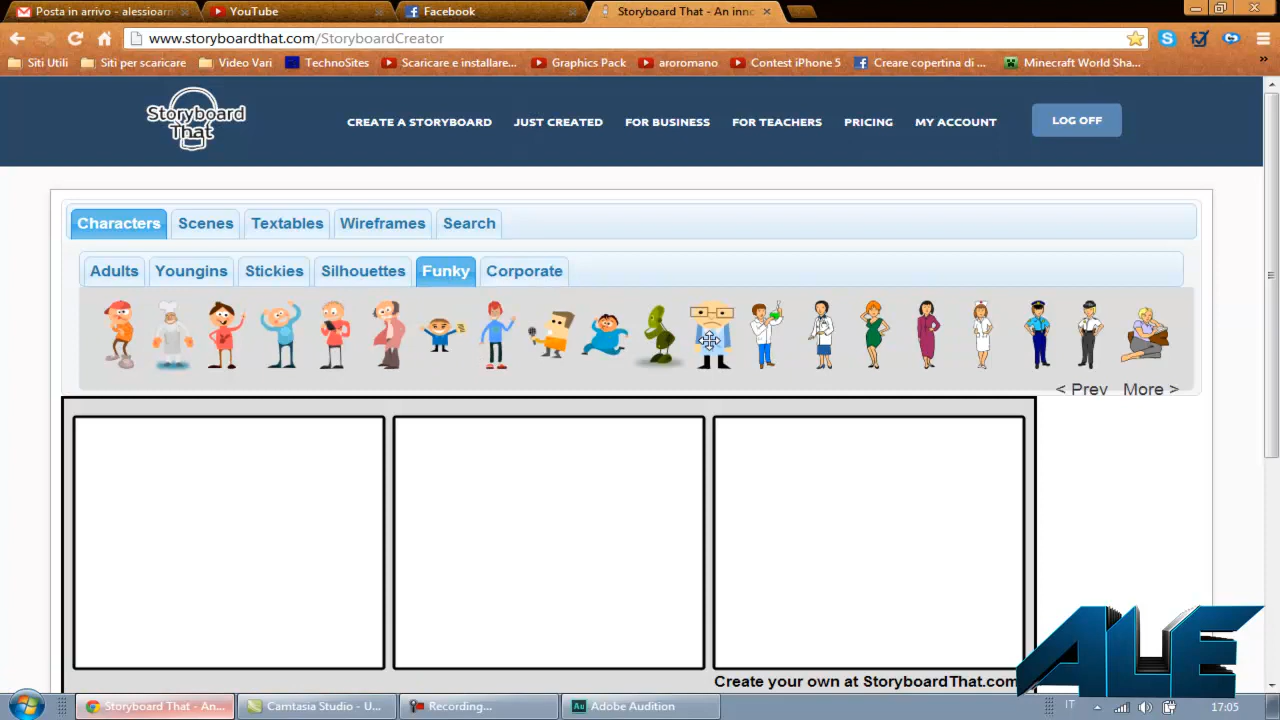 Posta in arrivo - alessioarr
YouTube
Facebook
Storyboard That - An inno
www.storyboardthat.com/StoryboardCreator
Siti Utili
Siti per scaricare
Video Vari
TechnoSites
Scaricare e installare...
Graphics Pack
aroromano
Contest iPhone 5
Creare copertina di ...
Minecraft World Sha...
»
Storyboard
That
CREATE A STORYBOARD
JUST CREATED
FOR BUSINESS
FOR TEACHERS
PRICING
MY ACCOUNT
LOG OFF
Characters
Scenes
Textables
Wireframes
Search
Adults
Youngins
Stickies
Silhouettes
Funky
Corporate
< Prev
More >
Create your own at StoryboardThat.com
ALE
Storyboard That - An...
Camtasia Studio - U...
Recording...
Adobe Audition
IT
17:05